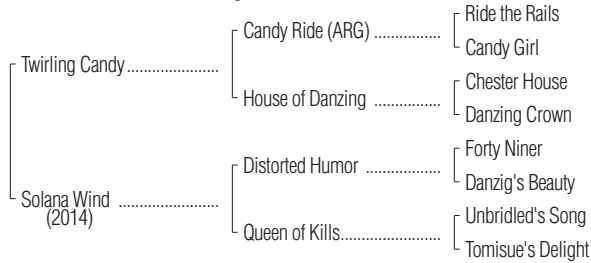 Ride the Rails
Candy Ride (ARG) ................
Candy Girl
Twirling Candy ......................
Chester House
House of Danzing ................
Danzing Crown
Forty Niner
Distorted Humor ..................
Danzig's Beauty
Solana Wind ........................
(2014)
Unbridled's Song
Queen of Kills........................
Tomisue's Delight